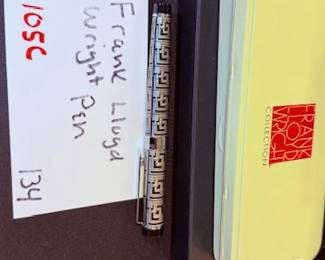 Frank Lloyd
Wright Pen
105C
134
FRANK
LLOYD
WRIGHT
COLLECTION